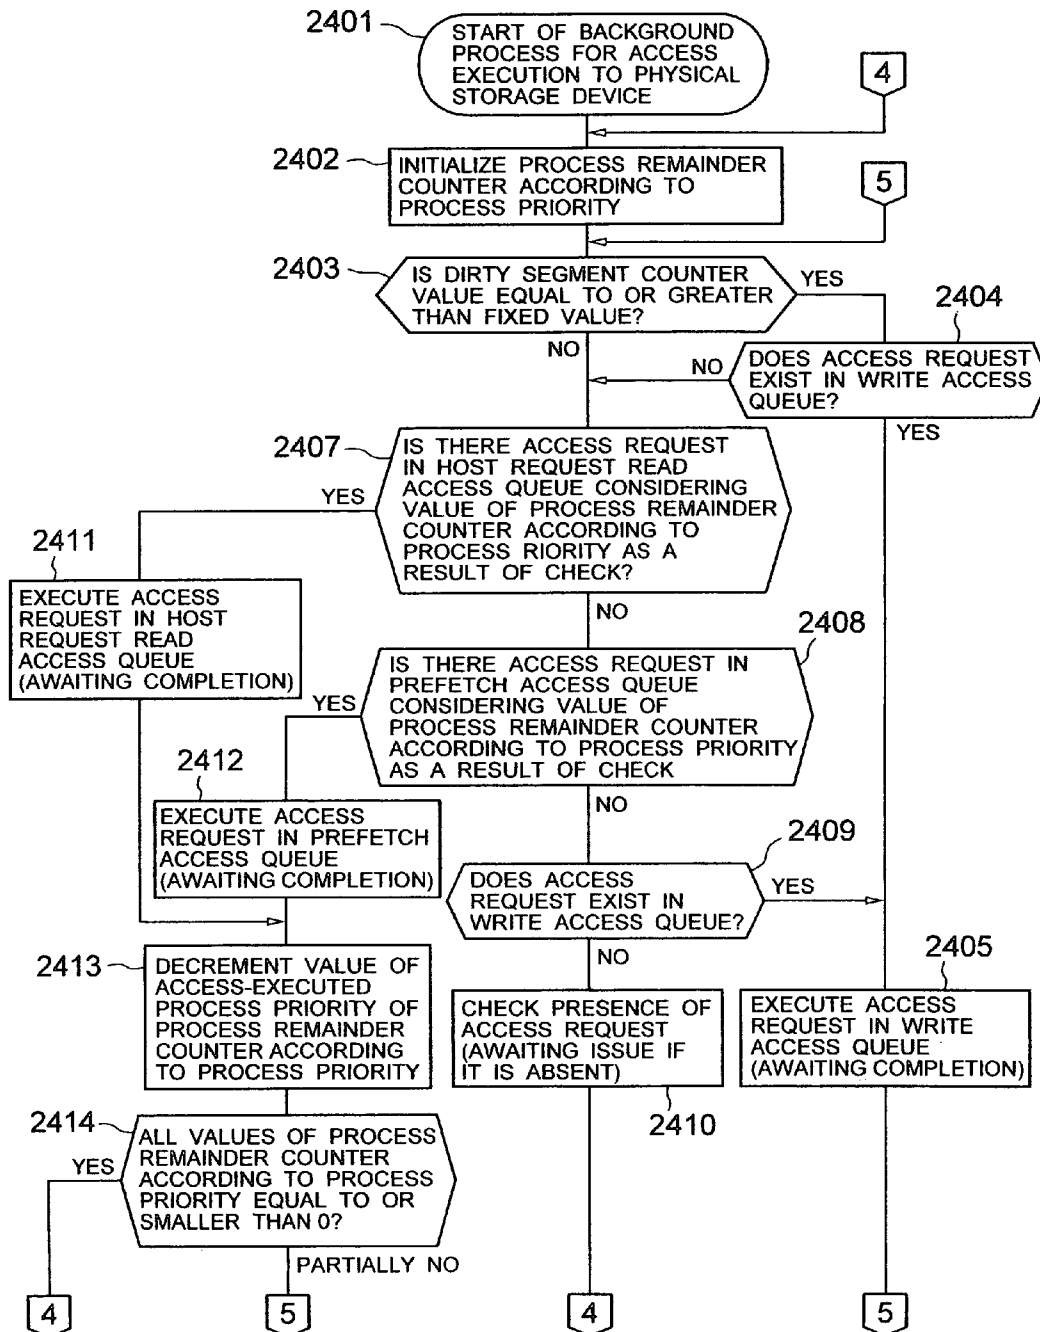 2401
START OF BACKGROUND
PROCESS FOR ACCESS
EXECUTION TO PHYSICAL
STORAGE DEVICE
4
2402
INITIALIZE PROCESS REMAINDER
COUNTER ACCORDING TO
PROCESS PRIORITY
5
2403
IS DIRTY SEGMENT COUNTER
VALUE EQUAL TO OR GREATER
THAN FIXED VALUE?
YES
NO
2404
DOES ACCESS REQUEST
EXIST IN WRITE ACCESS
QUEUE?
NO
YES
2407
IS THERE ACCESS REQUEST
IN HOST REQUEST READ
ACCESS QUEUE CONSIDERING
VALUE OF PROCESS REMAINDER
COUNTER ACCORDING TO
PROCESS RIORITY AS A
RESULT OF CHECK?
YES
NO
2411
EXECUTE ACCESS
REQUEST IN HOST
REQUEST READ
ACCESS QUEUE
(AWAITING COMPLETION)
2408
IS THERE ACCESS REQUEST IN
PREFETCH ACCESS QUEUE
CONSIDERING VALUE OF
PROCESS REMAINDER COUNTER
ACCORDING TO PROCESS PRIORITY
AS A RESULT OF CHECK
YES
NO
2412
EXECUTE ACCESS
REQUEST IN PREFETCH
ACCESS QUEUE
(AWAITING COMPLETION)
2409
DOES ACCESS
REQUEST EXIST IN
WRITE ACCESS QUEUE?
YES
NO
2413
DECREMENT VALUE OF
ACCESS-EXECUTED
PROCESS PRIORITY OF
PROCESS REMAINDER
COUNTER ACCORDING
TO PROCESS PRIORITY
CHECK PRESENCE OF
ACCESS REQUEST
(AWAITING ISSUE IF
IT IS ABSENT)
2410
2405
EXECUTE ACCESS
REQUEST IN WRITE
ACCESS QUEUE
(AWAITING COMPLETION)
2414
ALL VALUES OF PROCESS
REMAINDER COUNTER
ACCORDING TO PROCESS
PRIORITY EQUAL TO OR
SMALLER THAN 0?
YES
PARTIALLY NO
4
5
4
5